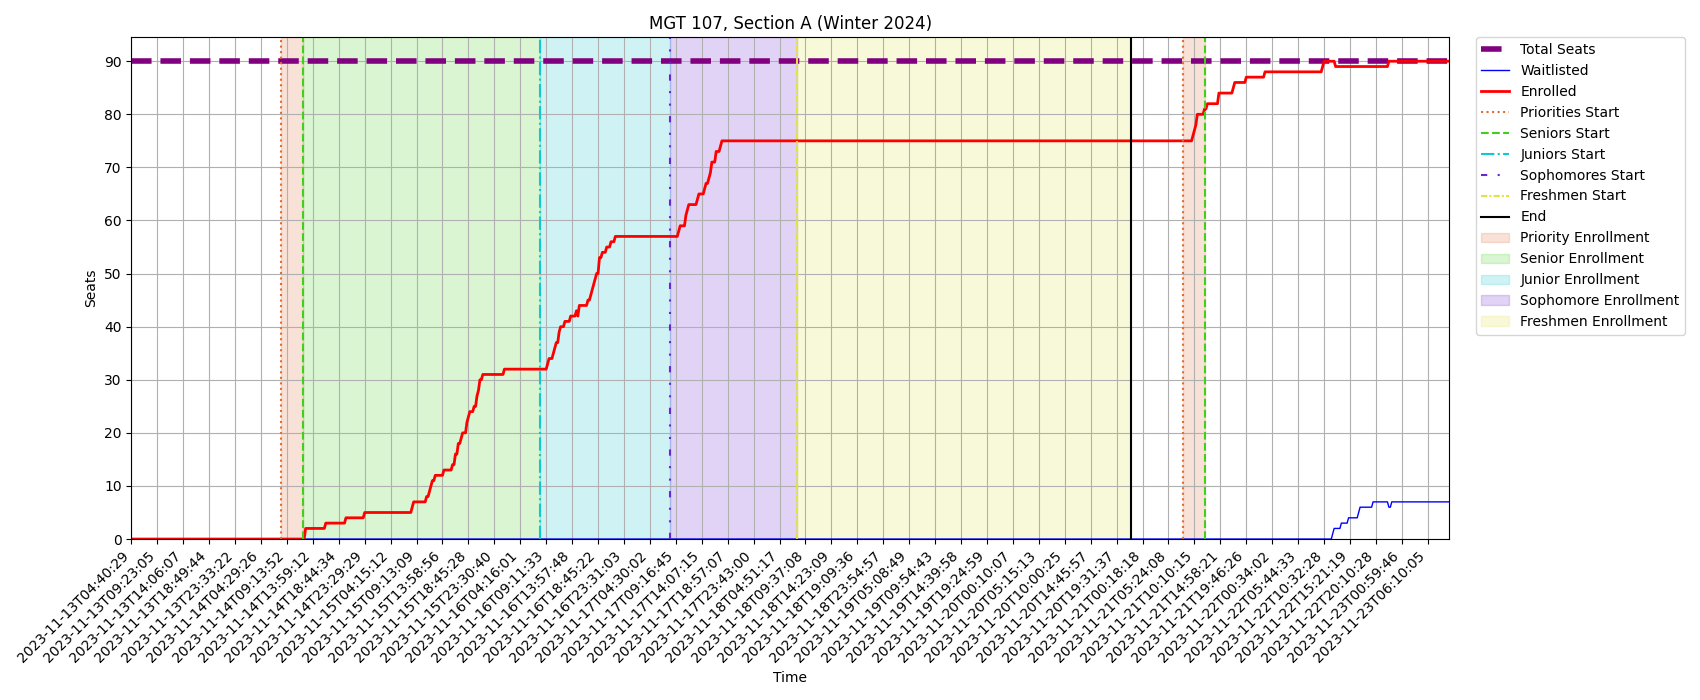 MGT 107, Section A (Winter 2024)
Seats
90
80
70
60
50
40
30
20
10
0
2023-11-13T04:40:29
2023-11-13T09:23:05
2023-11-13T14:06:07
2023-11-13T18:49:44
2023-11-13T23:33:22
2023-11-14T04:29:26
2023-11-14T09:13:52
2023-11-14T13:59:12
2023-11-14T18:44:34
2023-11-14T23:29:29
2023-11-15T04:15:12
2023-11-15T09:13:09
2023-11-15T13:58:56
2023-11-15T18:45:28
2023-11-15T23:30:40
2023-11-16T04:16:01
2023-11-16T09:11:33
2023-11-16T13:57:48
2023-11-16T18:45:22
2023-11-16T23:31:03
2023-11-17T04:30:02
2023-11-17T09:16:45
2023-11-17T14:07:15
2023-11-17T18:57:07
2023-11-17T23:43:00
2023-11-18T04:51:17
2023-11-18T09:37:08
2023-11-18T14:23:09
2023-11-18T19:09:36
2023-11-18T23:54:57
2023-11-19T05:08:49
2023-11-19T09:54:43
2023-11-19T14:39:58
2023-11-19T19:24:59
2023-11-20T00:10:07
2023-11-20T05:15:13
2023-11-20T10:00:25
2023-11-20T14:45:57
2023-11-20T19:31:37
2023-11-21T00:18:18
2023-11-21T05:24:08
2023-11-21T10:10:15
2023-11-21T14:58:21
2023-11-21T19:46:26
2023-11-22T00:34:02
2023-11-22T05:44:33
2023-11-22T10:32:28
2023-11-22T15:21:19
2023-11-22T20:10:28
2023-11-23T00:59:46
2023-11-23T06:10:05
Time
Total Seats
Waitlisted
Enrolled
Priorities Start
Seniors Start
Juniors Start
Sophomores Start
Freshmen Start
End
Priority Enrollment
Senior Enrollment
Junior Enrollment
Sophomore Enrollment
Freshmen Enrollment